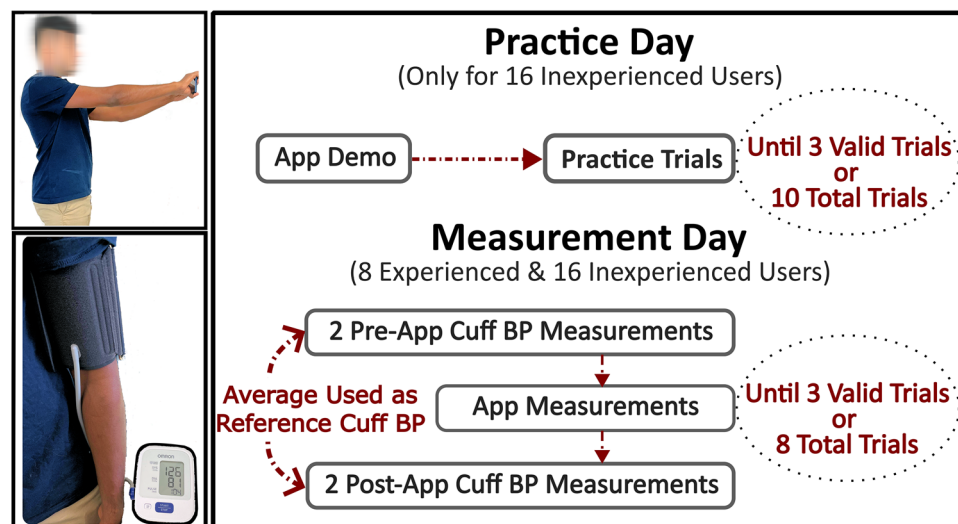 Practice Day
(Only for 16 Inexperienced Users)
App Demo
Practice Trials
Until 3 Valid Trials
or
10 Total Trials
Measurement Day
(8 Experienced & 16 Inexperienced Users)
2 Pre-App Cuff BP Measurements
Average Used as
Reference Cuff BP
App Measurements
Until 3 Valid Trials
or
8 Total Trials
2 Post-App Cuff BP Measurements
OMRON
126
81
104